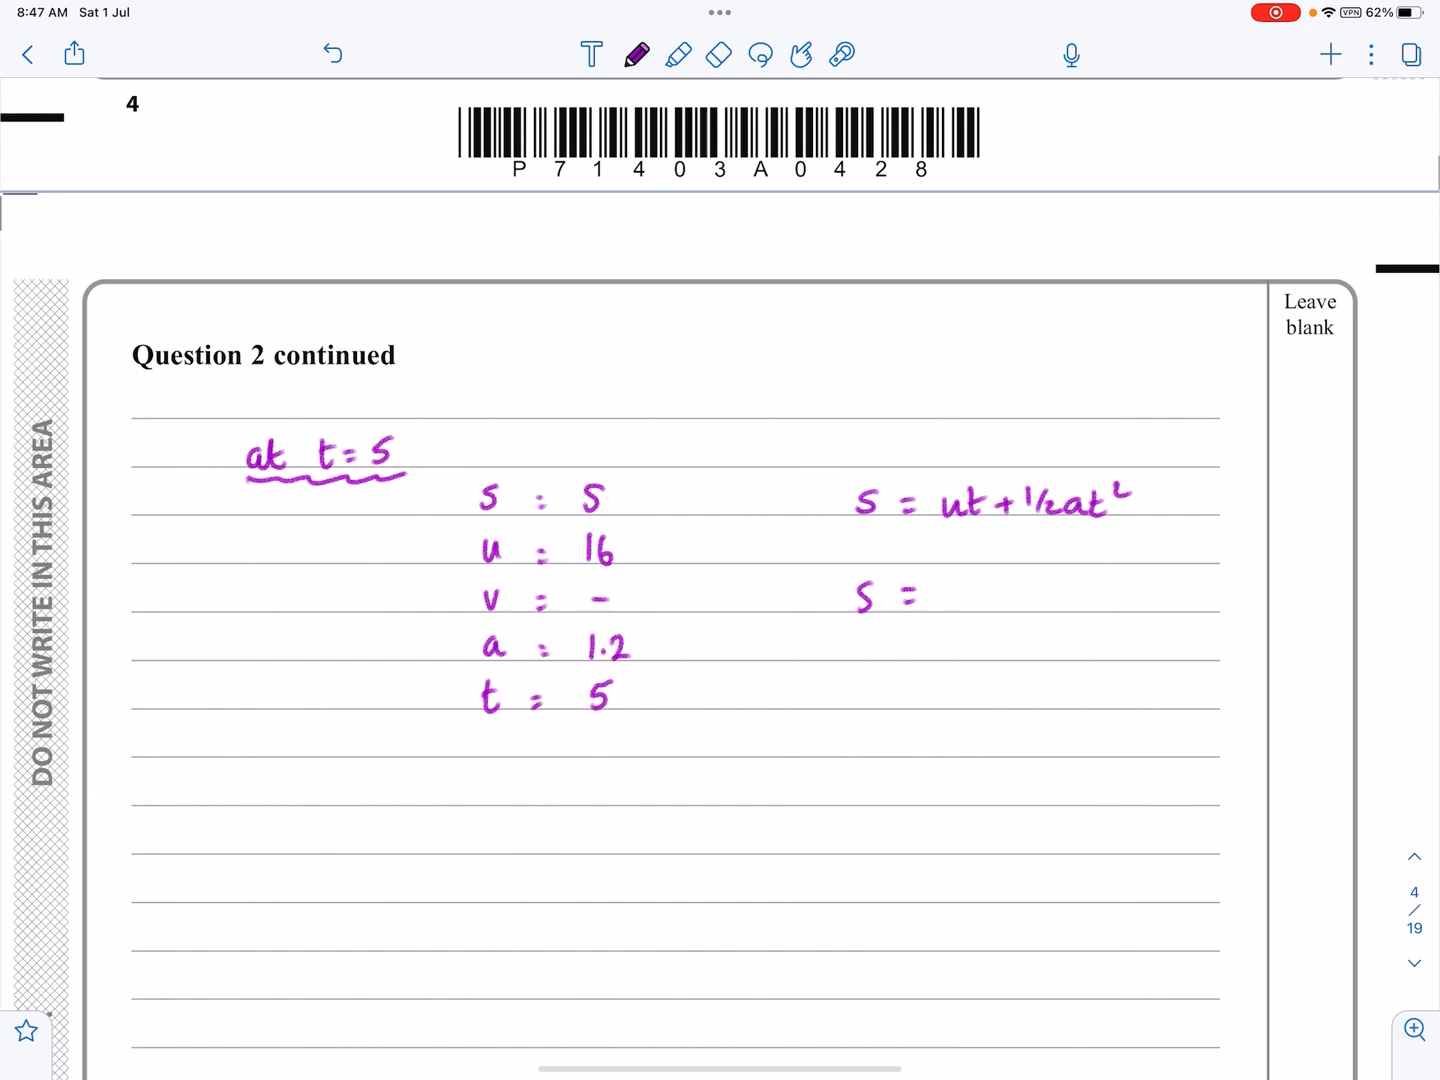 8:47 AM Sat 1 Jul
VPN 62%
T
4
P 7 1 4 0 3 A 0 4 2 8
Leave
blank
Question 2 continued
DO NOT WRITE IN THIS AREA
at t=5
s : s
u : 16
v : -
a : 1.2
t : 5
s = ut + 1/2at²
s =
4
/
19